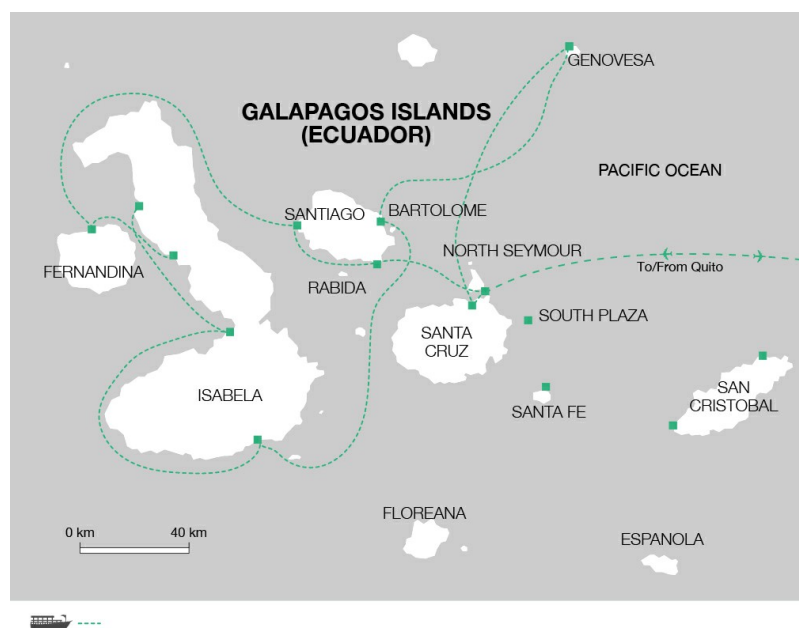 GENOVESA
GALAPAGOS ISLANDS
(ECUADOR)
PACIFIC OCEAN
SANTIAGO
BARTOLOME
NORTH SEYMOUR
FERNANDINA
To/From Quito
RABIDA
SOUTH PLAZA
SANTA
CRUZ
ISABELA
SANTA FE
SAN
CRISTOBAL
FLOREANA
0 km
40 km
ESPANOLA